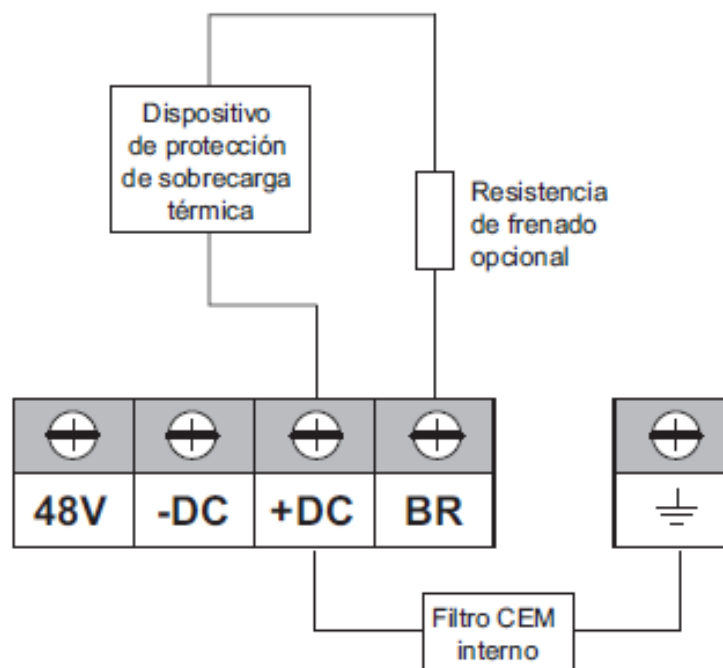 Dispositivo
de protección
de sobrecarga
térmica
Resistencia
de frenado
opcional
48V -DC +DC BR
Filtro CEM
interno